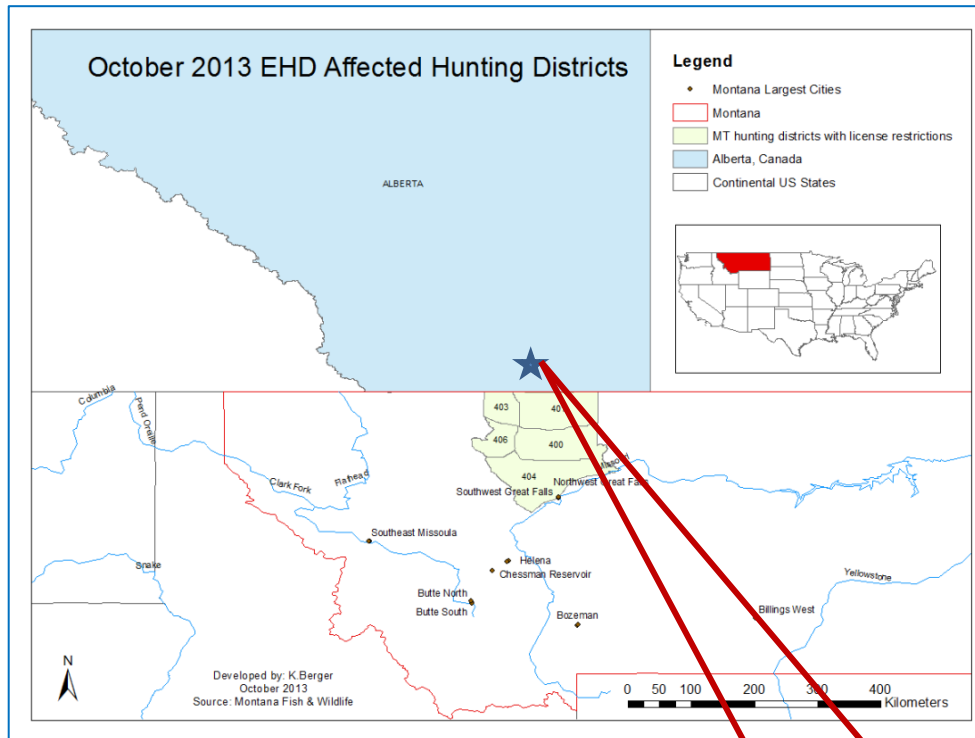 October 2013 EHD Affected Hunting Districts
Legend
Montana Largest Cities
Montana
MT hunting districts with license restrictions
Alberta, Canada
Continental US States
ALBERTA
Columbia
Pend Oreille
403
406
400
404
Clark Fork
Flathead
Northwest Great Falls
Southwest Great Falls
Southeast Missoula
Helena
Chessman Reservoir
Snake
Butte North
Butte South
Bozeman
Yellowstone
Billings West
N
Developed by: K.Berger
October 2013
Source: Montana Fish & Wildlife
0 50 100 200 300 400
Kilometers